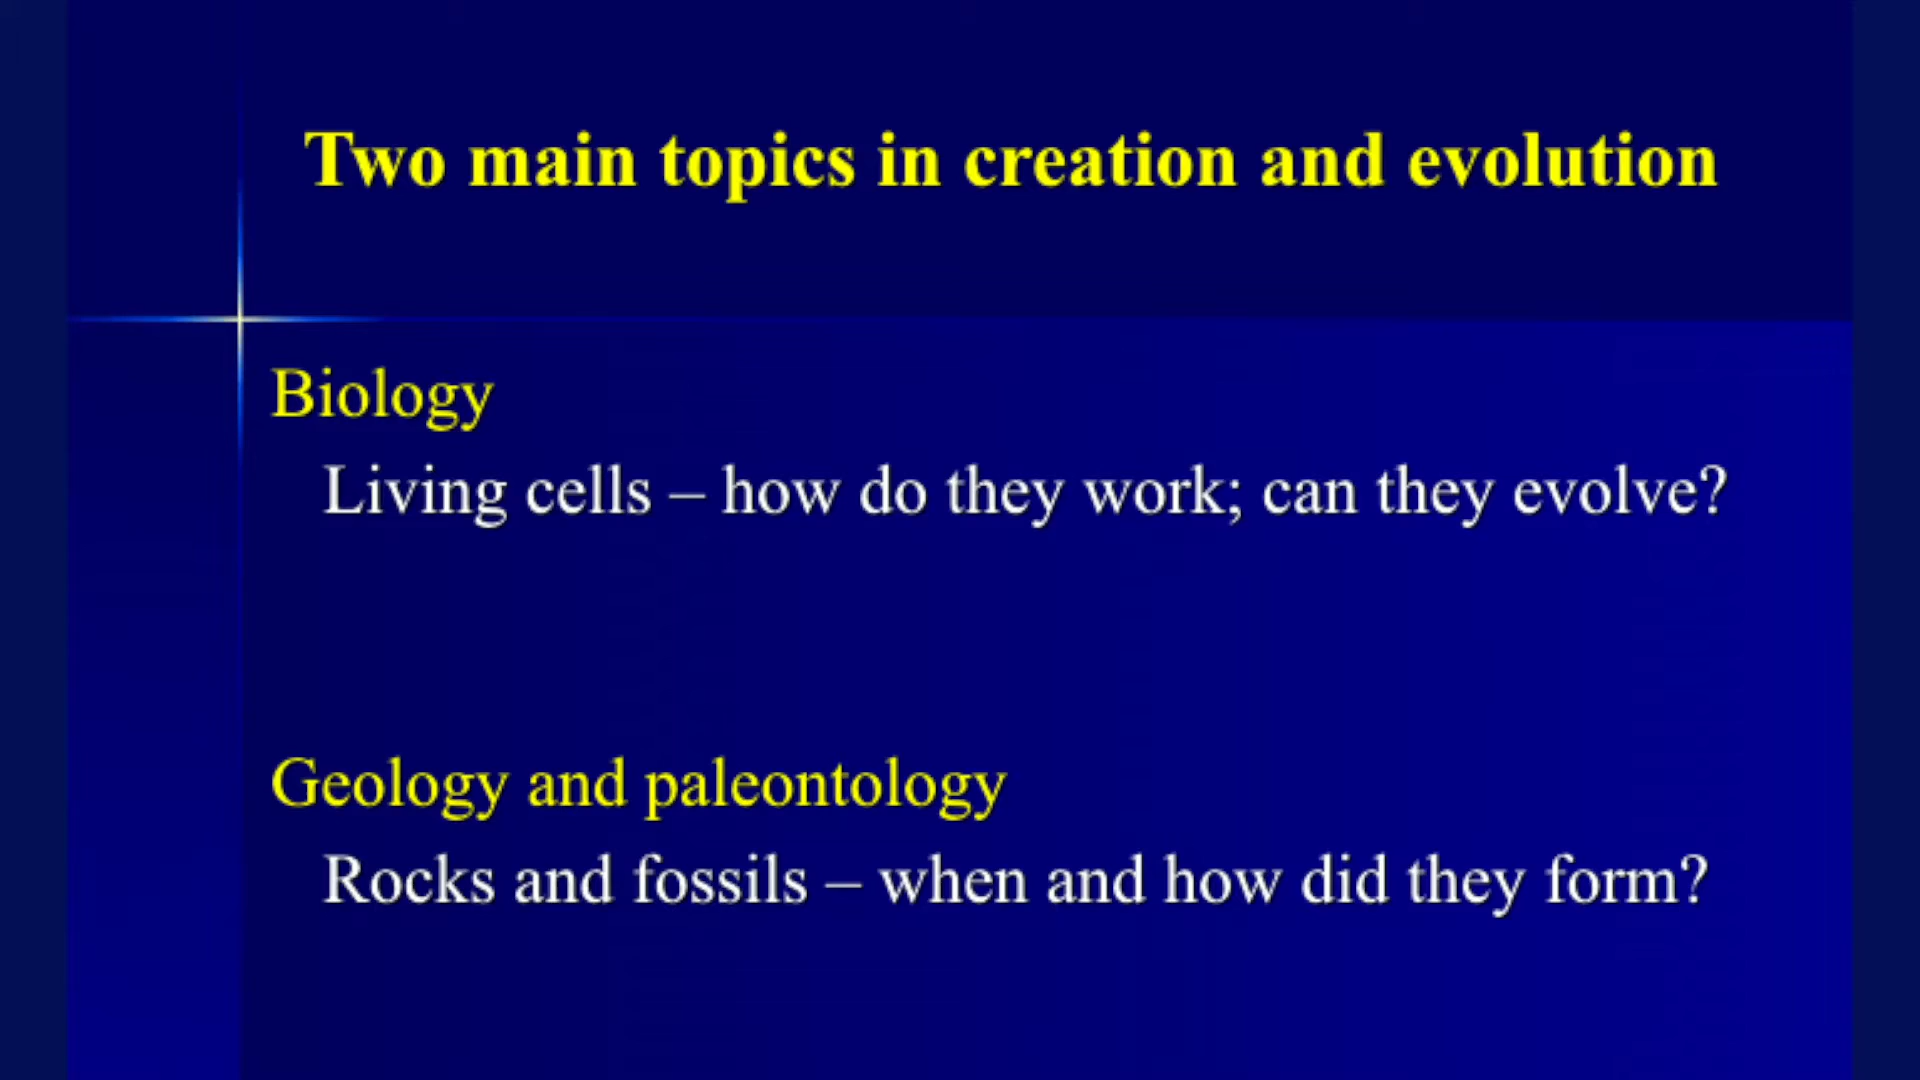 Two main topics in creation and evolution
Biology
Living cells – how do they work; can they evolve?
Geology and paleontology
Rocks and fossils – when and how did they form?